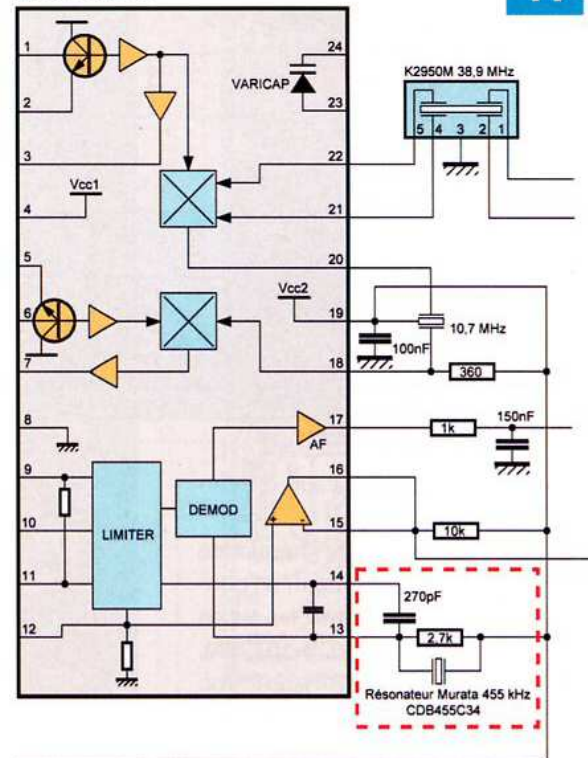 1
2
3
Vcc1
4
5
6
7
8
9
10
11
12
VARICAP
24
23
22
21
20
Vcc2
19
18
17
AF
16
15
14
13
LIMITER
DEMOD
+ -
K2950M 38,9 MHz
5 4 3 2 1
10,7 MHz
100nF
360
1k
150nF
10k
270pF
2.7k
Résonateur Murata 455 kHz
CDB455C34